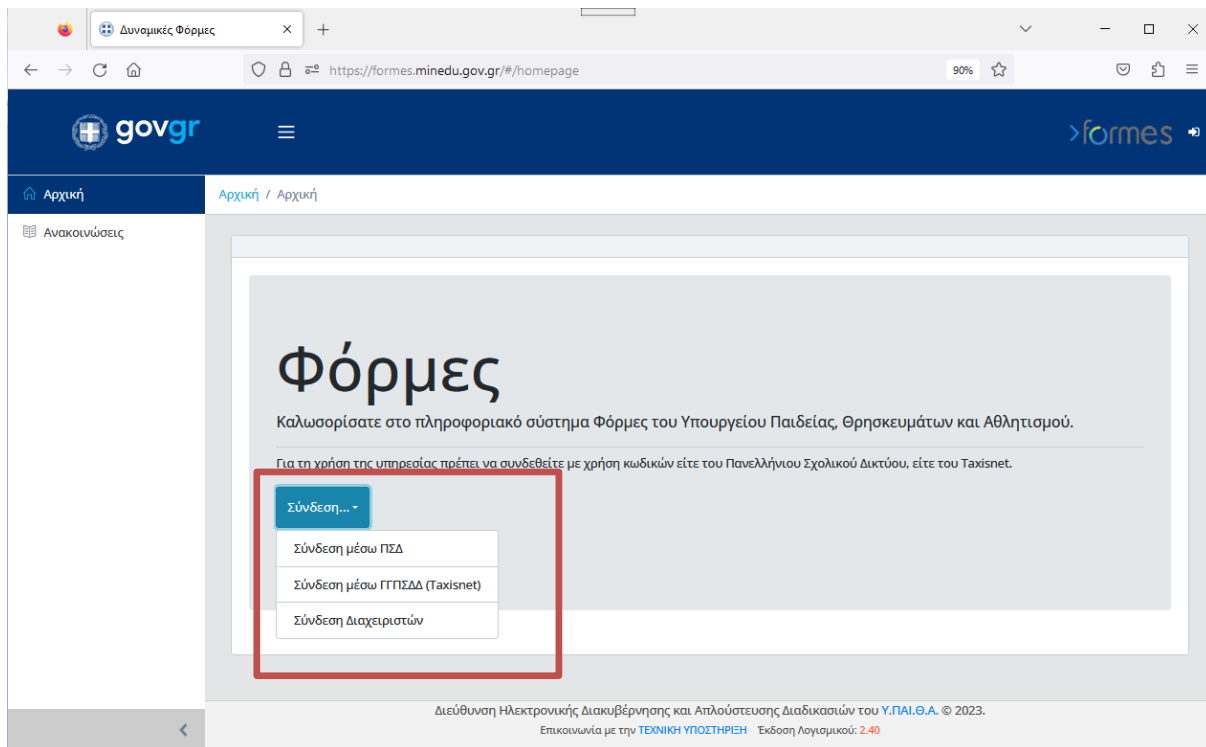 Δυναμικές Φόρμες
https://formes.minedu.gov.gr/#/homepage
90%
govgr
formes
Αρχική
Αρχική / Αρχική
Ανακοινώσεις
Φόρμες
Καλωσορίσατε στο πληροφοριακό σύστημα Φόρμες του Υπουργείου Παιδείας, Θρησκευμάτων και Αθλητισμού.
Για τη χρήση της υπηρεσίας πρέπει να συνδεθείτε με χρήση κωδικών είτε του Πανελλήνιου Σχολικού Δικτύου, είτε του Taxisnet.
Σύνδεση...
Σύνδεση μέσω ΠΣΔ
Σύνδεση μέσω ΓΓΠΣΔΔ (Taxisnet)
Σύνδεση Διαχειριστών
Διεύθυνση Ηλεκτρονικής Διακυβέρνησης και Απλούστευσης Διαδικασιών του Υ.ΠΑΙ.Θ.Α. © 2023.
Επικοινωνία με την ΤΕΧΝΙΚΗ ΥΠΟΣΤΗΡΙΞΗ Έκδοση Λογισμικού: 2.40